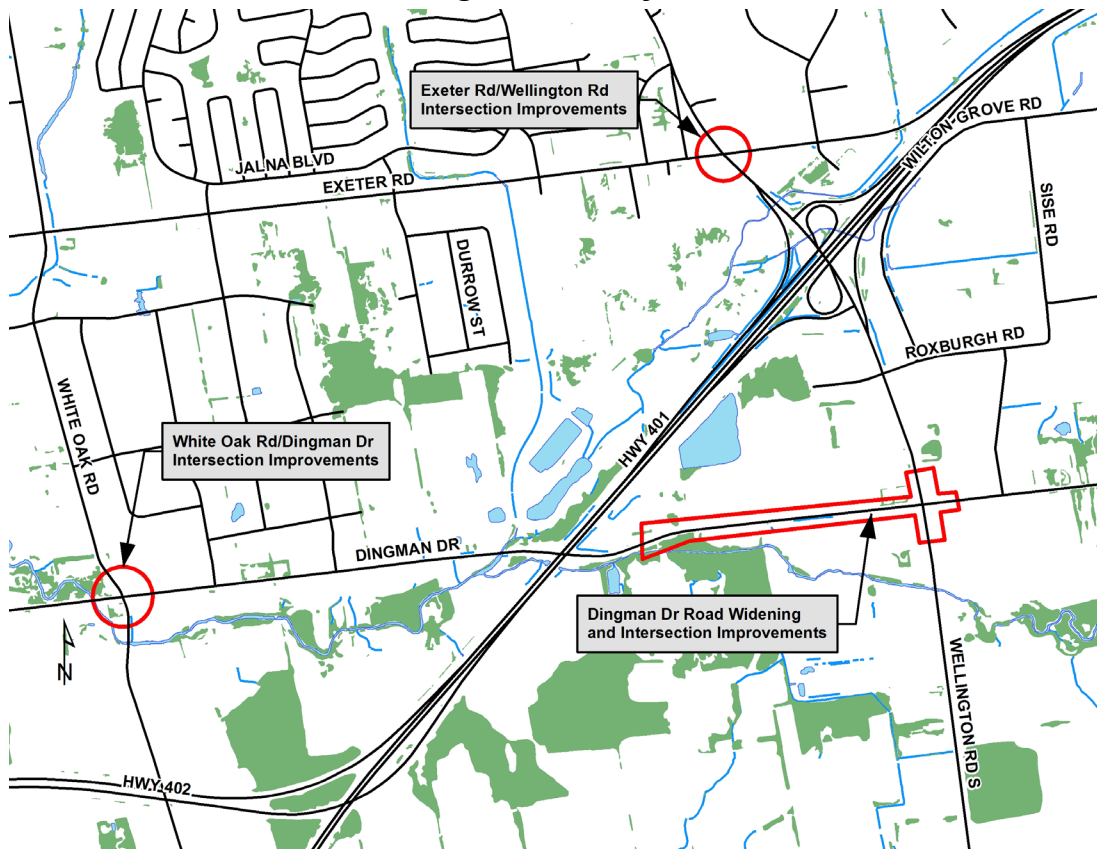 Exeter Rd/Wellington Rd
Intersection Improvements
WILTON-GROVE RD
JALNA BLVD
EXETER RD
SISE RD
DURROW ST
ROXBURGH RD
WHITE OAK RD
HWY 401
White Oak Rd/Dingman Dr
Intersection Improvements
DINGMAN DR
Dingman Dr Road Widening
and Intersection Improvements
N
WELLINGTON RD S
HWY 402